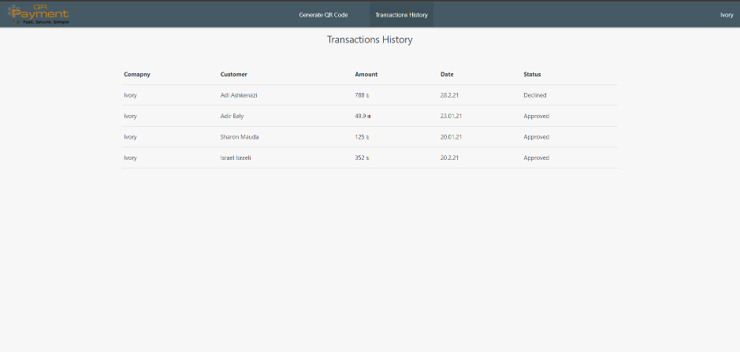 QR
Payment
Fast, Secure, Simple
Generate QR Code Transactions History Ivory
Transactions History
Comapny Customer Amount Date Status
Ivory Adi Ashkenazi 788 28.2.21 Declined
Ivory Adir Baly 49.9 23.01.21 Approved
Ivory Sharon Mauda 125 20.01.21 Approved
Ivory Israel Israeli 352 20.2.21 Approved